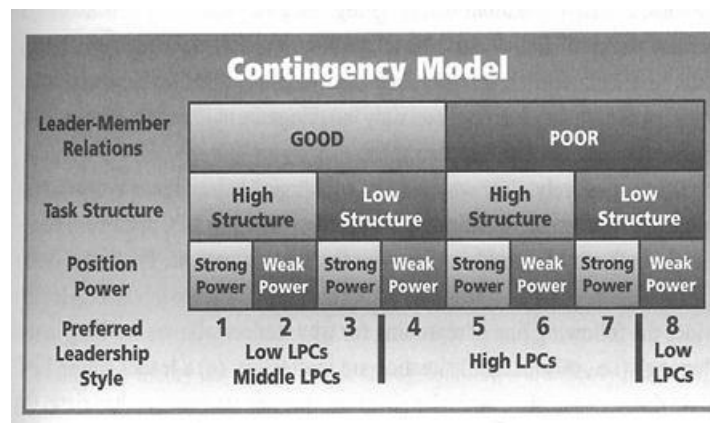 Contingency Model
Leader-Member
Relations
GOOD
POOR
Task Structure
High
Structure
Low
Structure
High
Structure
Low
Structure
Position
Power
Strong
Power
Weak
Power
Strong
Power
Weak
Power
Strong
Power
Weak
Power
Strong
Power
Weak
Power
Preferred
Leadership
Style
1 2 3 4 5 6 7 8
Low LPCs
Middle LPCs
High LPCs
Low
LPCs